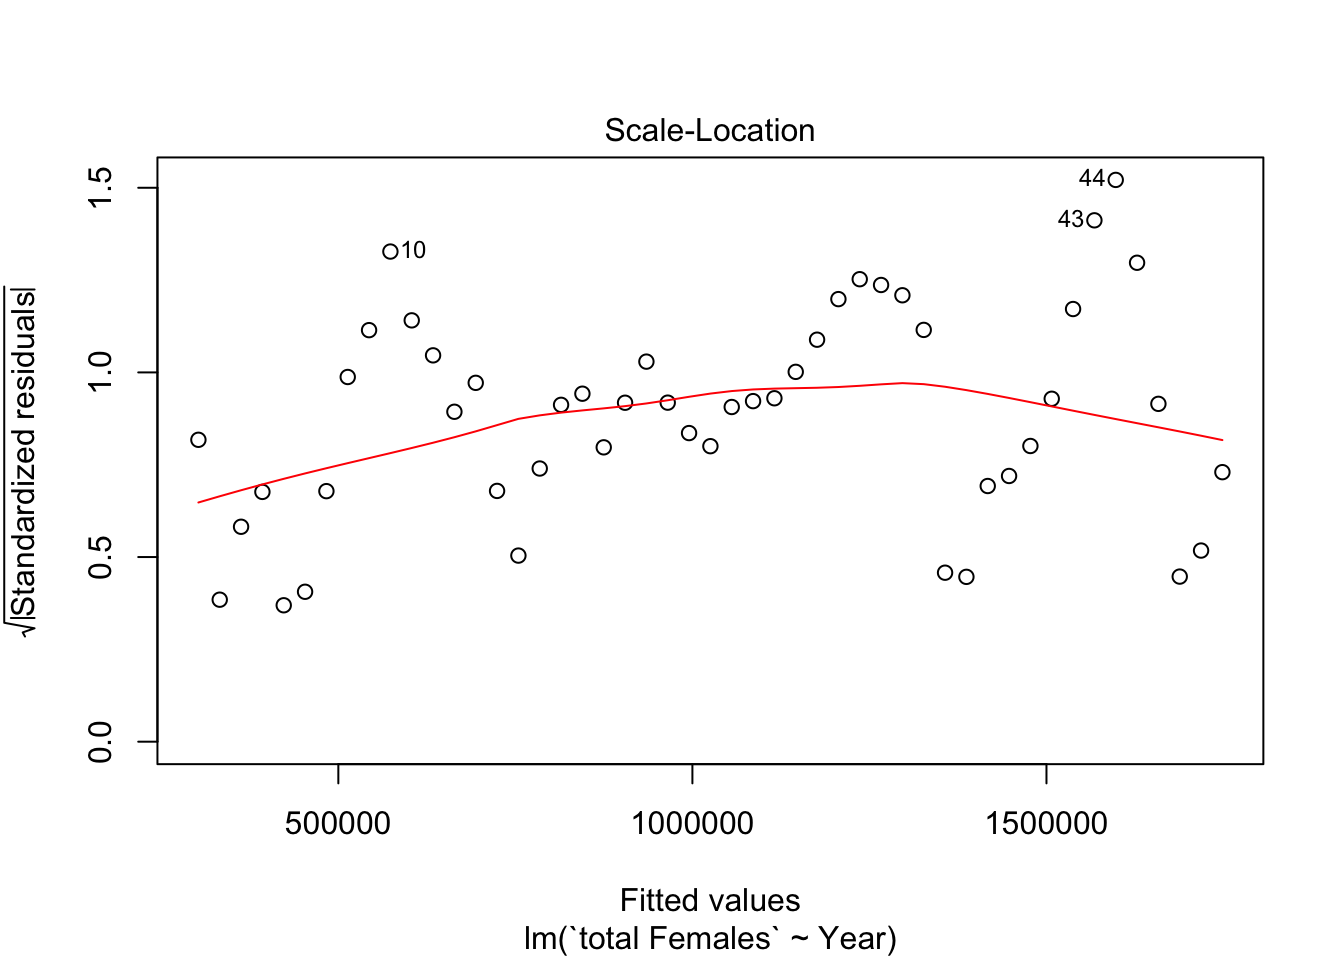 Scale-Location
√|Standardized residuals|
1.5
1.0
0.5
0.0
44
43
10
500000
1000000
1500000
Fitted values
lm(`total Females` ~ Year)